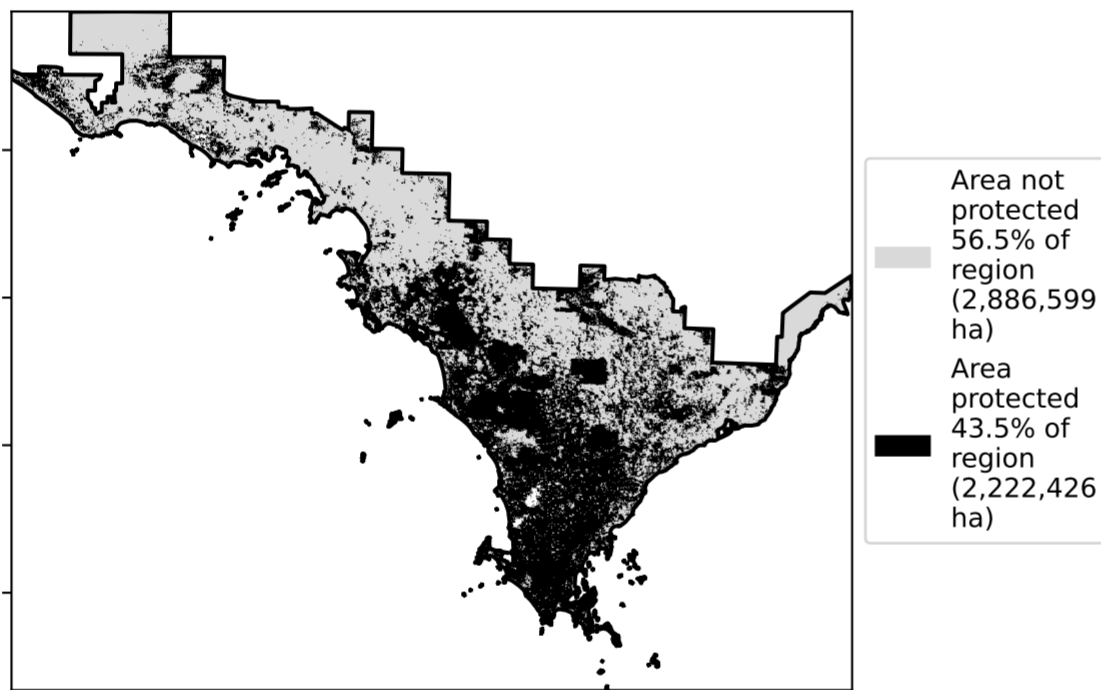 Area not
protected
56.5% of
region
(2,886,599
ha)
Area
protected
43.5% of
region
(2,222,426
ha)